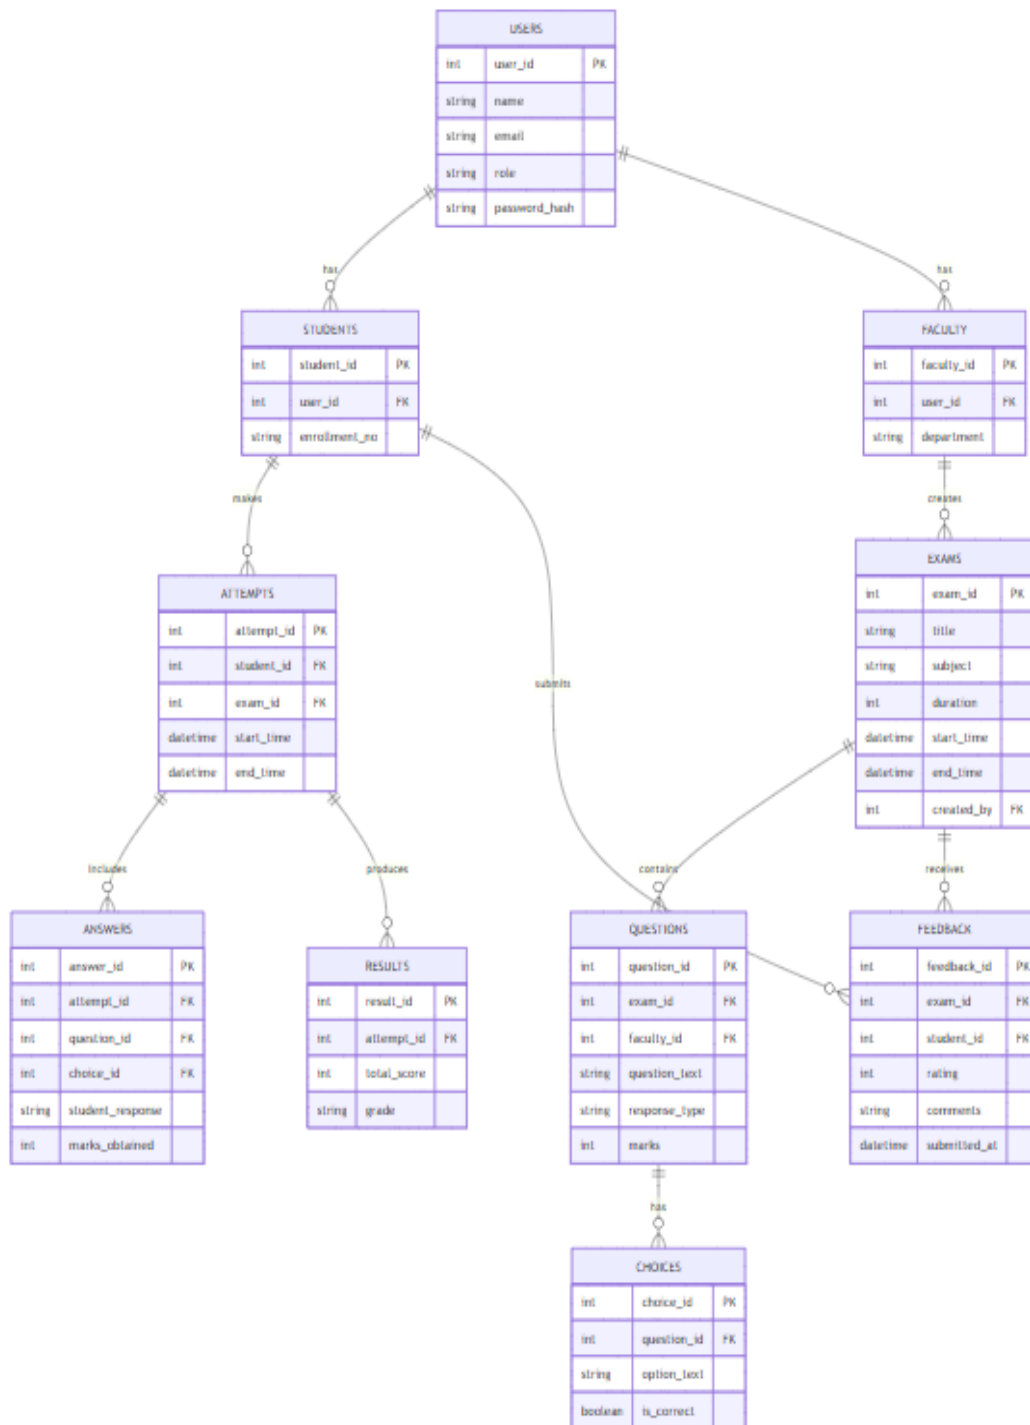 USERS
int user_id PK
string name
string email
string role
string password_hash
has
has
STUDENTS
int student_id PK
int user_id FK
string enrollment_no
FACULTY
int faculty_id PK
int user_id FK
string department
makes
creates
ATTEMPTS
int attempt_id PK
int student_id FK
int exam_id FK
datetime start_time
datetime end_time
submits
EXAMS
int exam_id PK
string title
string subject
int duration
datetime start_time
datetime end_time
int created_by FK
includes
produces
contains
receives
ANSWERS
int answer_id PK
int attempt_id FK
int question_id FK
int choice_id FK
string student_response
int marks_obtained
RESULTS
int result_id PK
int attempt_id FK
int total_score
string grade
QUESTIONS
int question_id PK
int exam_id FK
int faculty_id FK
string question_text
string response_type
int marks
FEEDBACK
int feedback_id PK
int exam_id FK
int student_id FK
int rating
string comments
datetime submitted_at
has
CHOICES
int choice_id PK
int question_id FK
string option_text
boolean is_correct